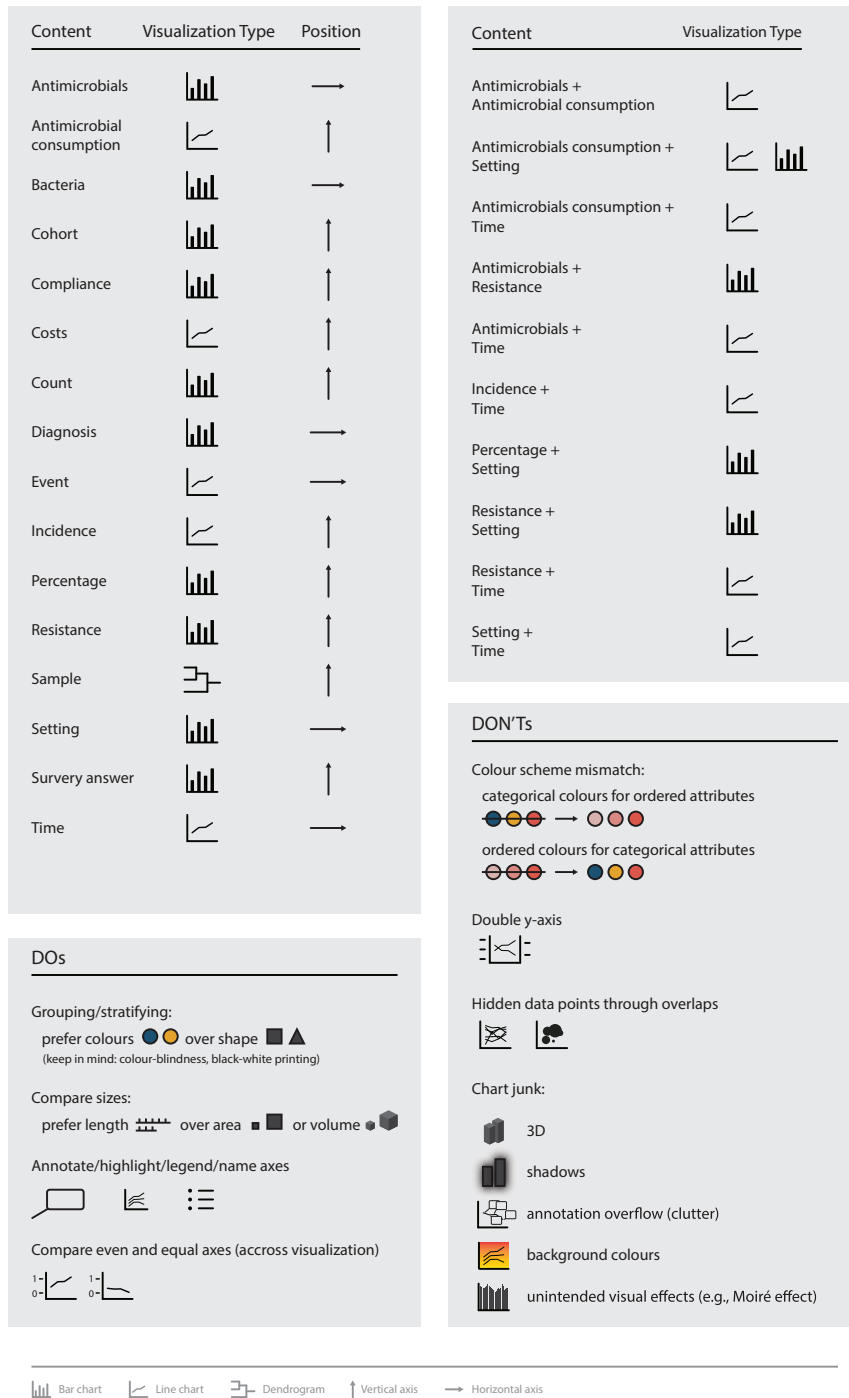 Content Visualization Type Position
Antimicrobials
Antimicrobial
consumption
Bacteria
Cohort
Compliance
Costs
Count
Diagnosis
Event
Incidence
Percentage
Resistance
Sample
Setting
Survery answer
Time
Content Visualization Type
Antimicrobials +
Antimicrobial consumption
Antimicrobials consumption +
Setting
Antimicrobials consumption +
Time
Antimicrobials +
Resistance
Antimicrobials +
Time
Incidence +
Time
Percentage +
Setting
Resistance +
Setting
Resistance +
Time
Setting +
Time
DOs
Grouping/stratifying:
prefer colours over shape
(keep in mind: colour-blindness, black-white printing)
Compare sizes:
prefer length over area or volume
Annotate/highlight/legend/name axes
Compare even and equal axes (accross visualization)
1 1
0 0
DON'Ts
Colour scheme mismatch:
categorical colours for ordered attributes
ordered colours for categorical attributes
Double y-axis
Hidden data points through overlaps
Chart junk:
3D
shadows
annotation overflow (clutter)
background colours
unintended visual effects (e.g., Moiré effect)
Bar chart Line chart Dendrogram Vertical axis Horizontal axis